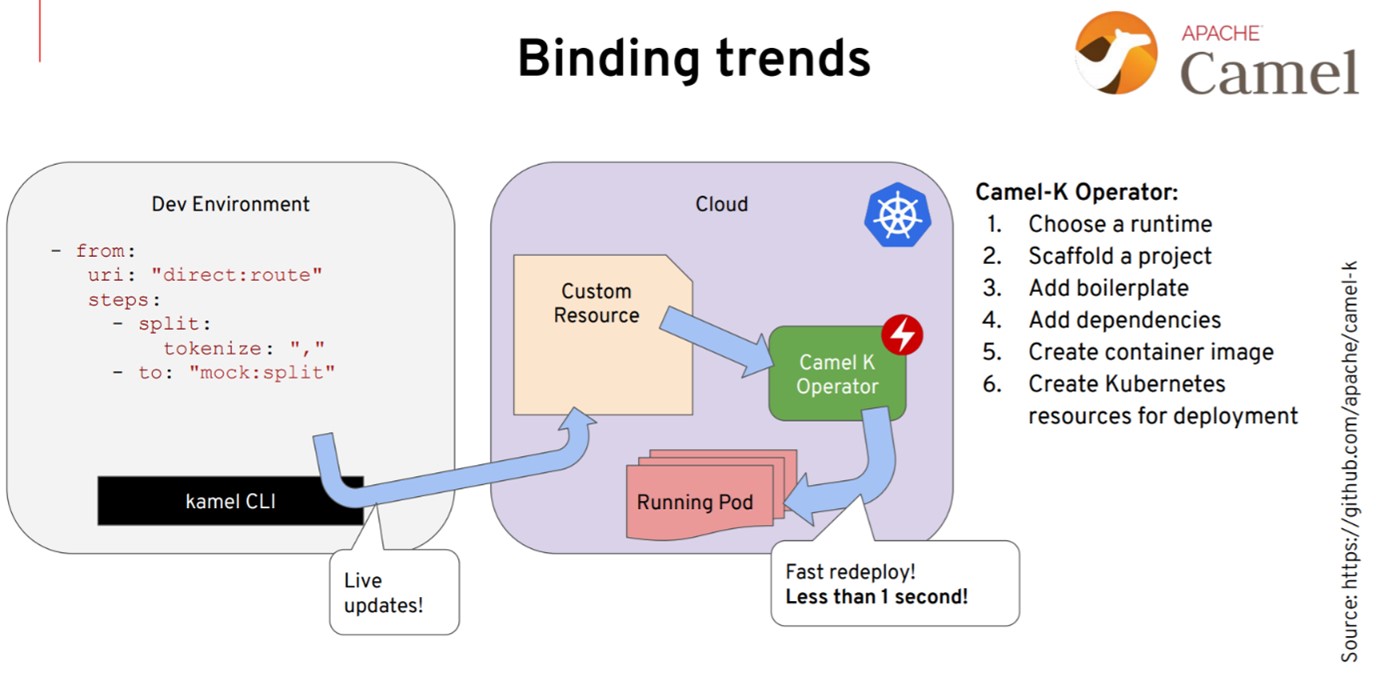 Binding trends
APACHE
Camel
Dev Environment
- from:
uri: "direct:route"
steps:
- split:
tokenize: ","
- to: "mock:split"
kamel CLI
Live
updates!
Cloud
Custom
Resource
Camel K
Operator
Running Pod
Fast redeploy!
Less than 1 second!
Camel-K Operator:
1. Choose a runtime
2. Scaffold a project
3. Add boilerplate
4. Add dependencies
5. Create container image
6. Create Kubernetes
resources for deployment
Source: https://github.com/apache/camel-k